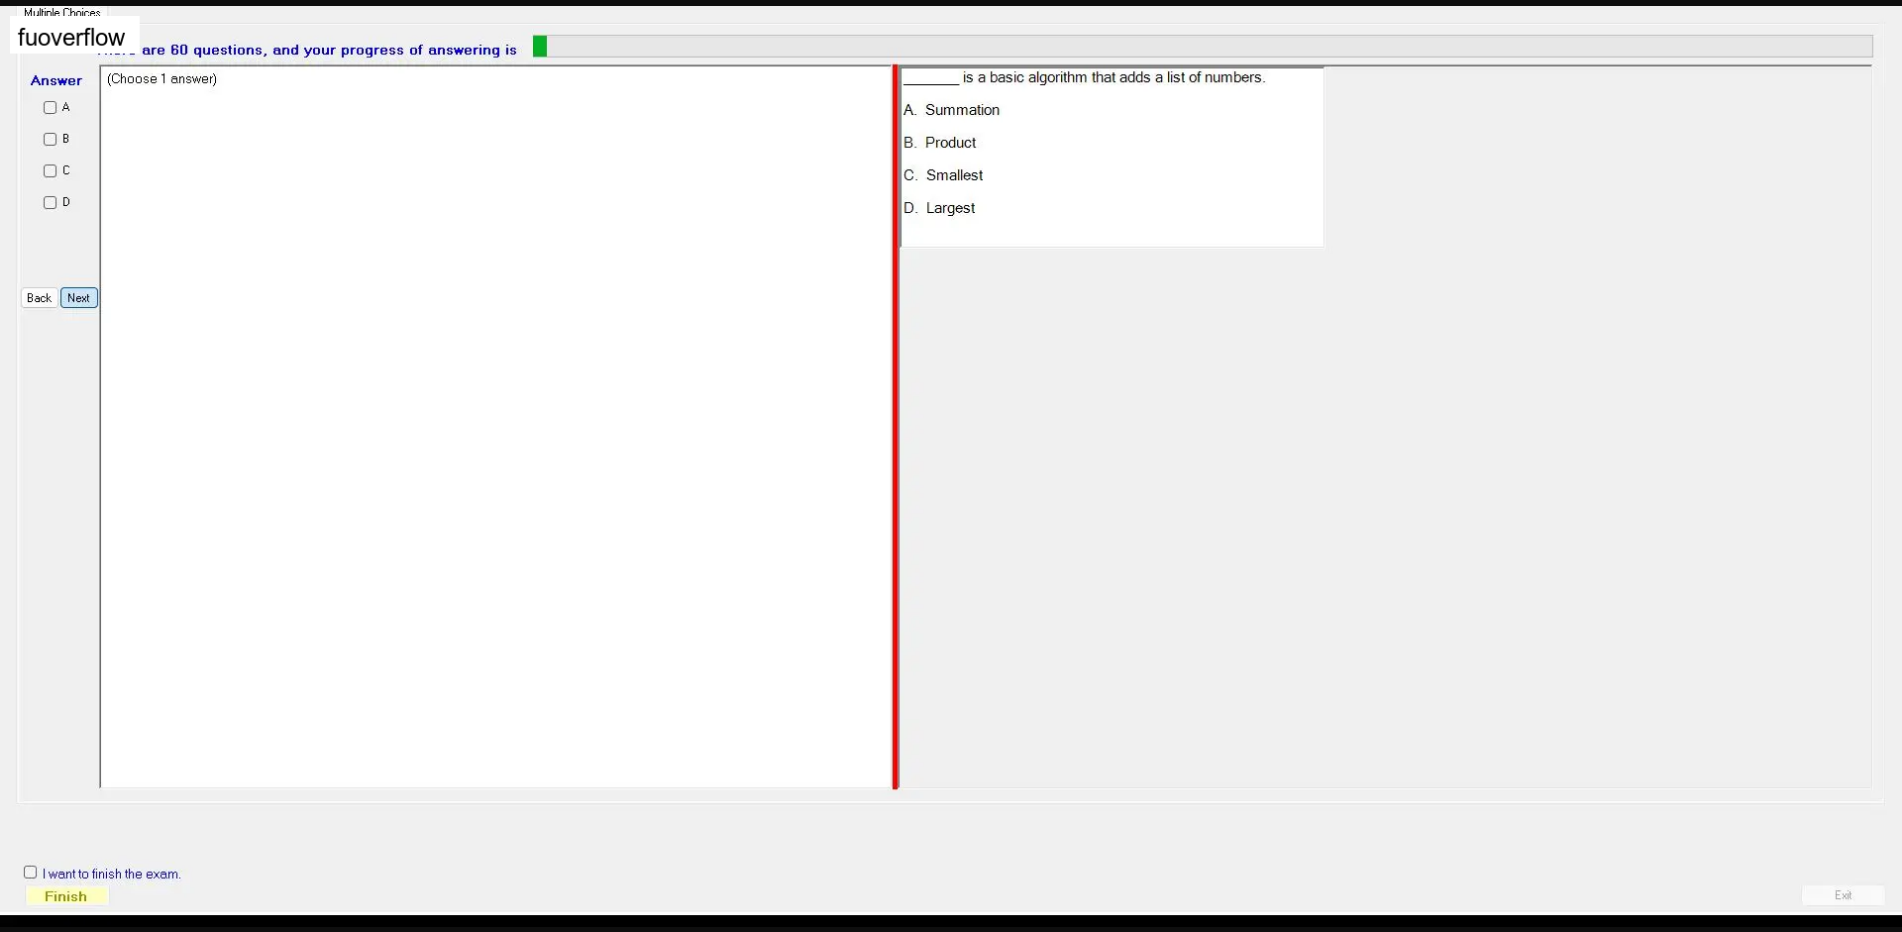 Multiple Choices
fuoverflow
are 60 questions, and your progress of answering is
Answer
(Choose 1 answer)
A
B
C
D
Back Next
_______ is a basic algorithm that adds a list of numbers.
A. Summation
B. Product
C. Smallest
D. Largest
I want to finish the exam.
Finish
Exit